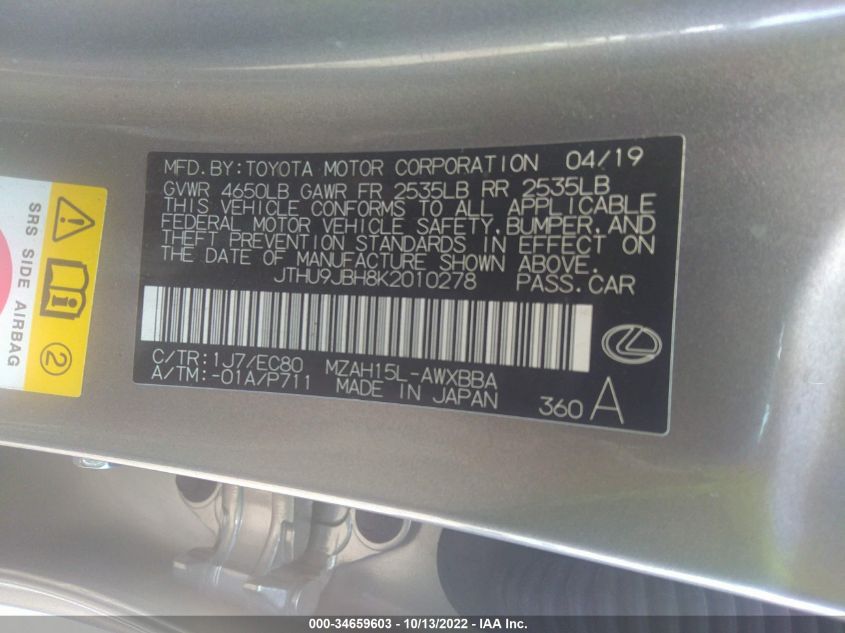 MFD.BY:TOYOTA MOTOR CORPORATION 04/19
GVWR 4650LB GAWR FR 2535LB RR 2535LB
THIS VEHICLE CONFORMS TO ALL APPLICABLE
FEDERAL MOTOR VEHICLE SAFETY,BUMPER,AND
THEFT PREVENTION STANDARDS IN EFFECT ON
THE DATE OF MANUFACTURE SHOWN ABOVE.
JTHU9JBH8K2010278 PASS.CAR
C/TR:1J7/EC80 MZAH15L-AWXBBA
A/TM:-01A/P711 MADE IN JAPAN
360 A
SRS SIDE AIRBAG
2
000-34659603 - 10/13/2022 - IAA Inc.